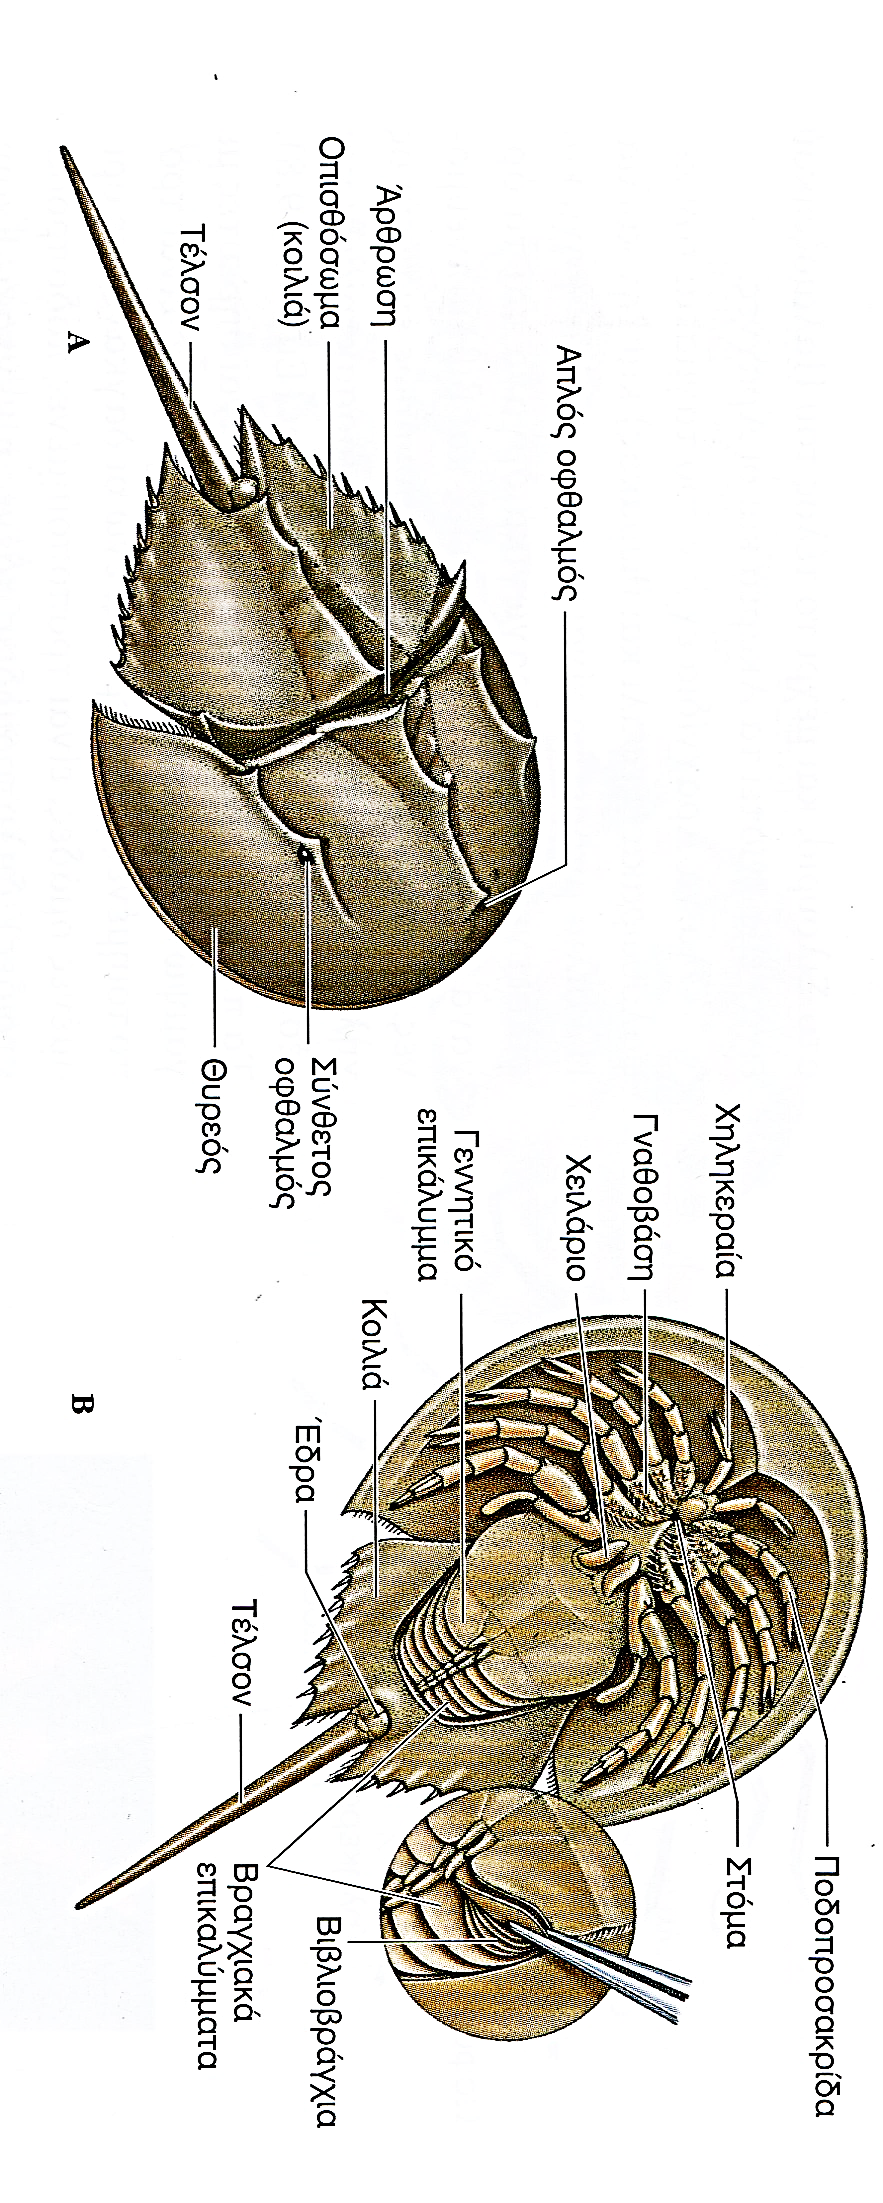 Απλός οφθαλμός
Άρθρωση
Οπισθόσωμα
(κοιλιά)
Τέλσον
Σύνθετος
οφθαλμός
Θυρεός
A
Χηληκεραία
Γναθοβάση
Χειλάριο
Γεννητικό
επικάλυμμα
Κοιλιά
Έδρα
Τέλσον
Ποδοπροσακρίδα
Στόμα
Βιβλιοβράγχια
Βραγχιακά
επικαλύμματα
B